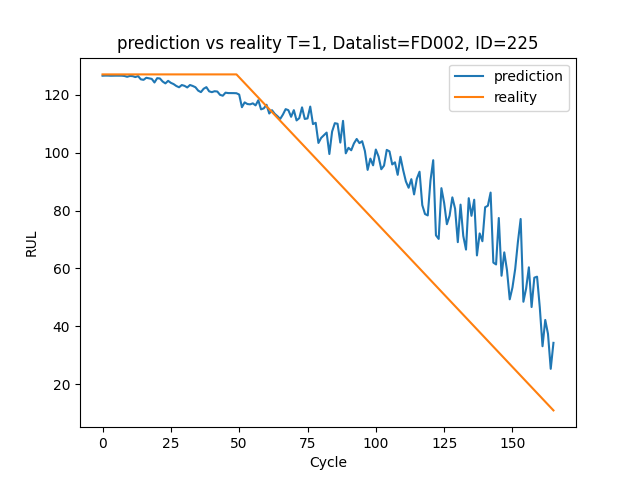 prediction vs reality T=1, Datalist=FD002, ID=225
prediction
reality
120
100
80
60
40
20
RUL
0 25 50 75 100 125 150
Cycle